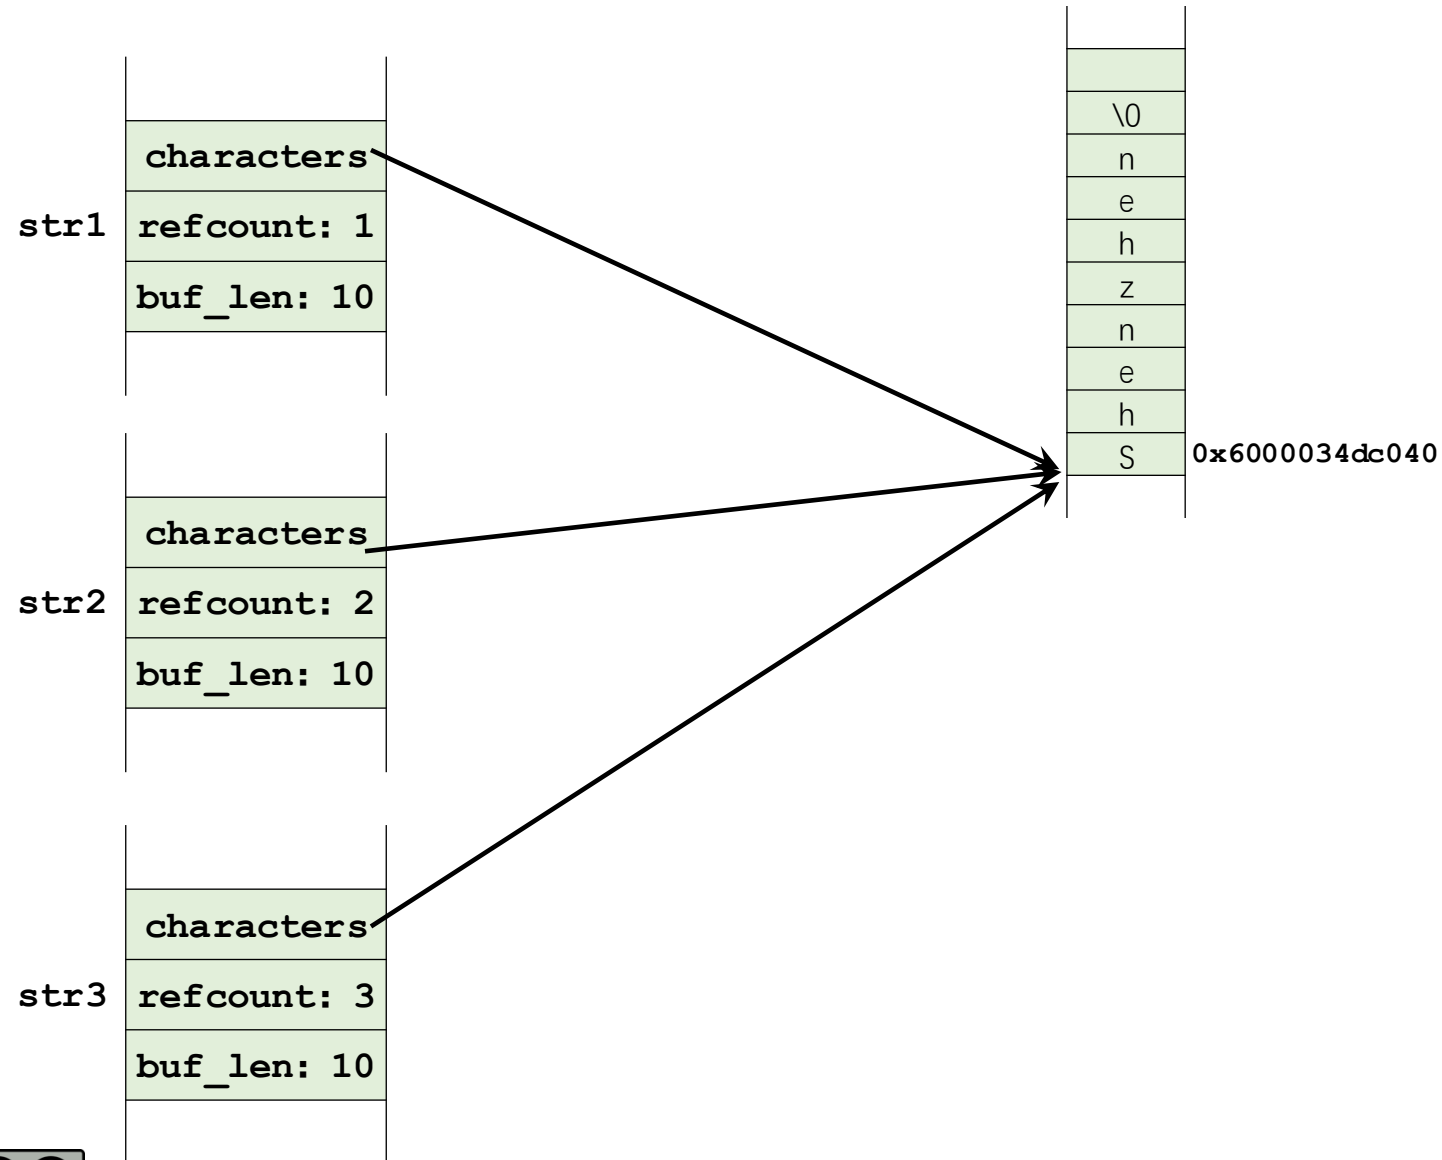 str1
characters
refcount: 1
buf_len: 10
str2
characters
refcount: 2
buf_len: 10
str3
characters
refcount: 3
buf_len: 10
\0
n
e
h
z
n
e
h
S
0x6000034dc040